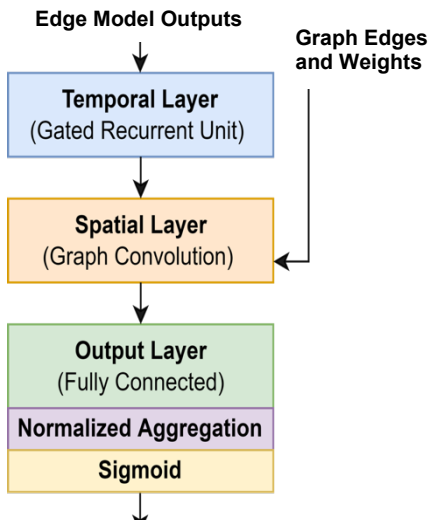 Edge Model Outputs
Graph Edges
and Weights
Temporal Layer
(Gated Recurrent Unit)
Spatial Layer
(Graph Convolution)
Output Layer
(Fully Connected)
Normalized Aggregation
Sigmoid